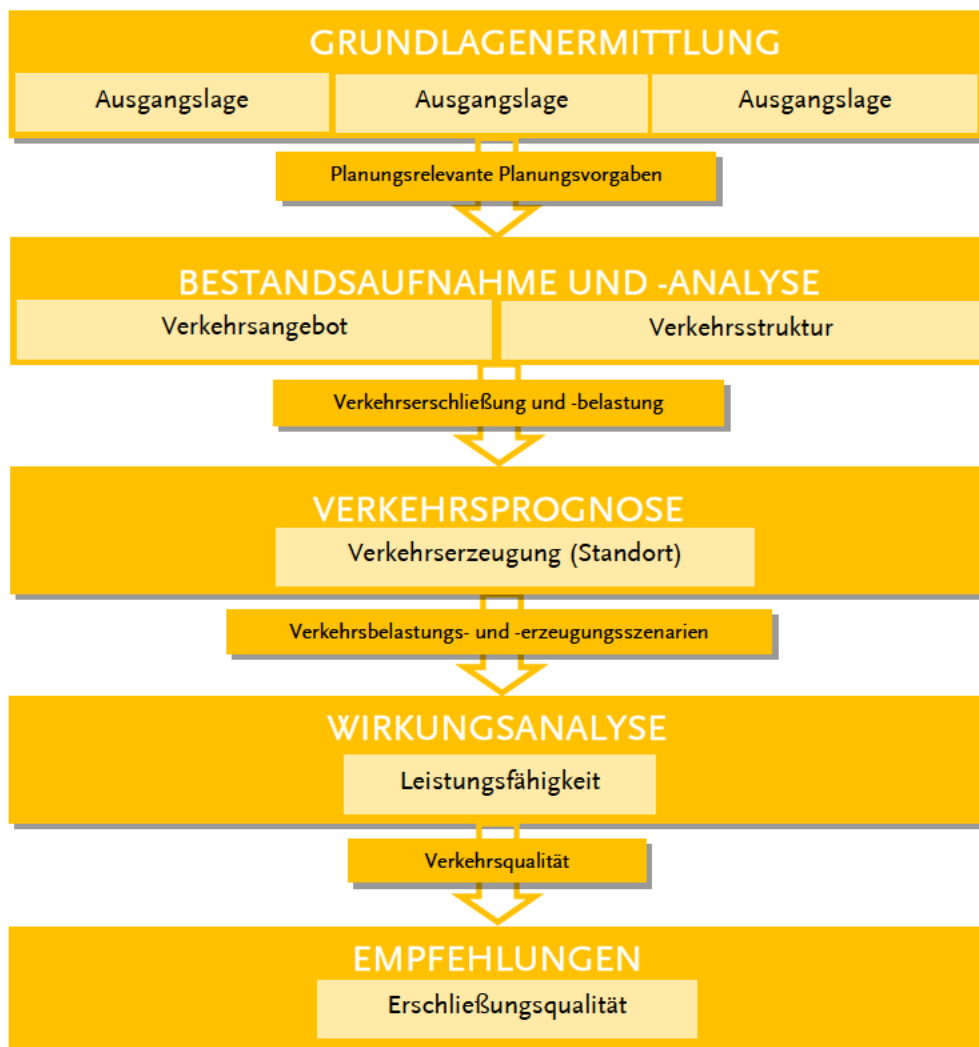 GRUNDLAGENERMITTLUNG
Ausgangslage Ausgangslage Ausgangslage
Planungsrelevante Planungsvorgaben
BESTANDSAUFNAHME UND -ANALYSE
Verkehrsangebot Verkehrsstruktur
Verkehrserschließung und -belastung
VERKEHRSPROGNOSE
Verkehrserzeugung (Standort)
Verkehrsbelastungs- und -erzeugungsszenarien
WIRKUNGSANALYSE
Leistungsfähigkeit
Verkehrsqualität
EMPFEHLUNGEN
Erschließungsqualität